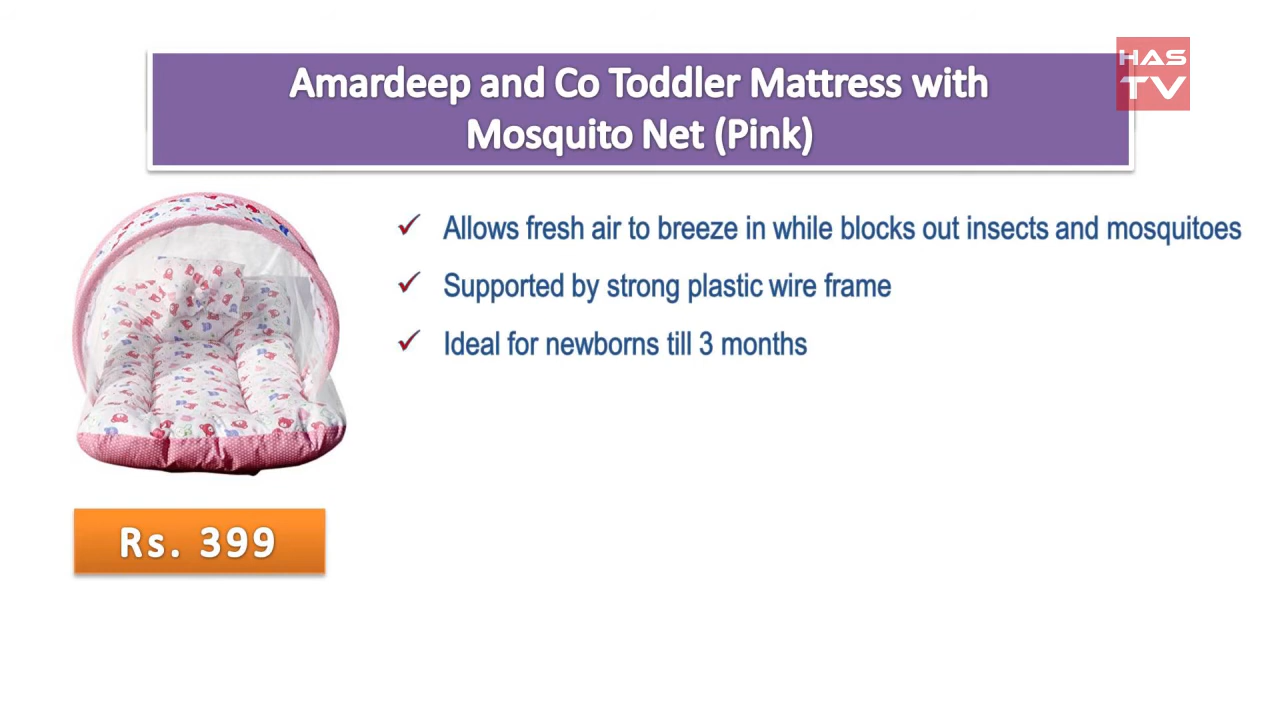 HAS
TV
Amardeep and Co Toddler Mattress with
Mosquito Net (Pink)
✓ Allows fresh air to breeze in while blocks out insects and mosquitoes
✓ Supported by strong plastic wire frame
✓ Ideal for newborns till 3 months
Rs. 399